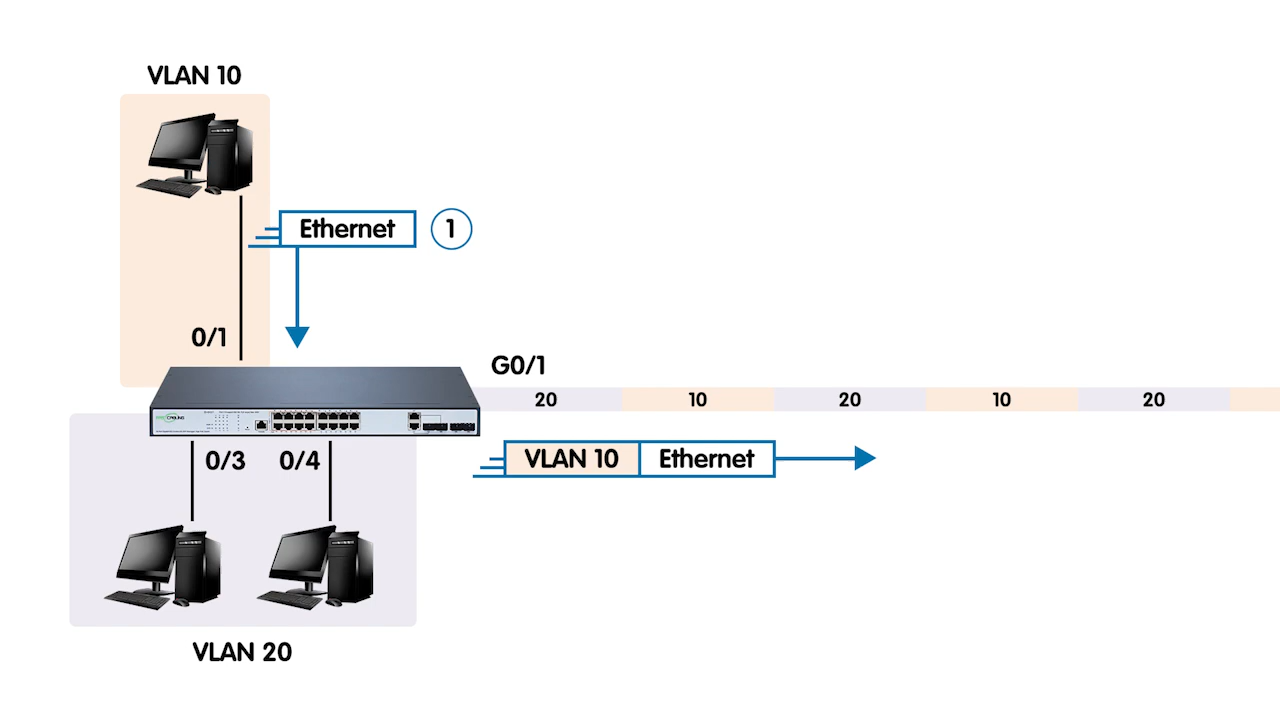 VLAN 10
Ethernet 1
0/1
G0/1
20 10 20 10 20
0/3 0/4
VLAN 10 Ethernet
VLAN 20